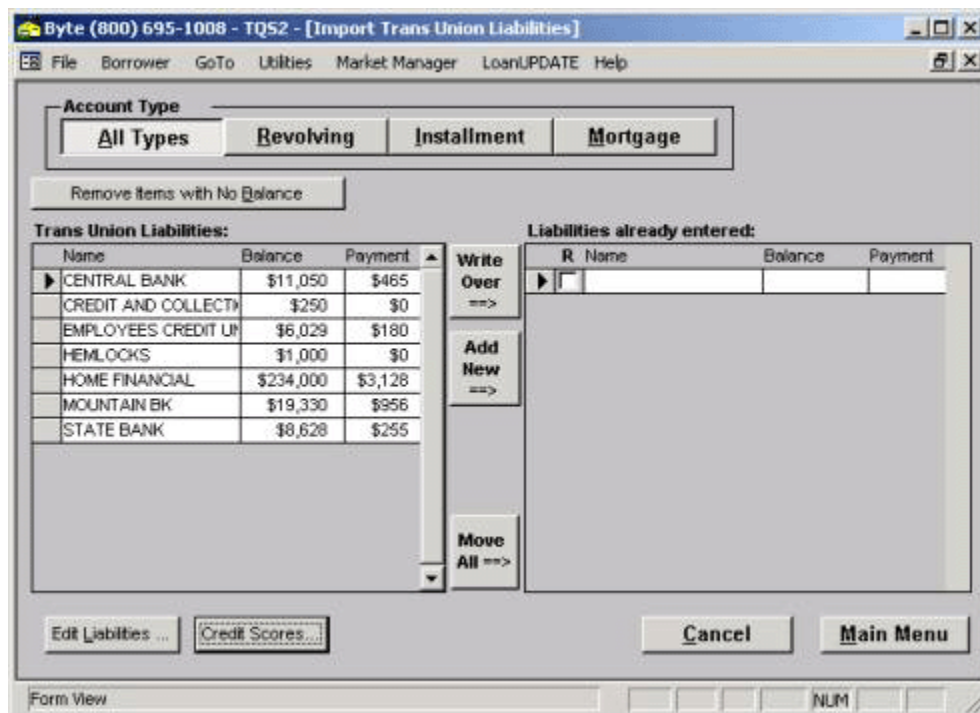 Byte (800) 695-1008 - TQS2 - [Import Trans Union Liabilities]
File Borrower GoTo Utilities Market Manager LoanUPDATE Help
Account Type
All Types Revolving Installment Mortgage
Remove Items with No Balance
Trans Union Liabilities:
Name Balance Payment
CENTRAL BANK $11,050 $465
CREDIT AND COLLECTI $250 $0
EMPLOYEES CREDIT UN $6,029 $180
HEMLOCKS $1,000 $0
HOME FINANCIAL $234,000 $3,128
MOUNTAIN BK $19,330 $956
STATE BANK $8,628 $255
Write
Over
==>
Add
New
==>
Move
All ==>
Liabilities already entered:
R Name Balance Payment
Edit Liabilities ... Credit Scores... Cancel Main Menu
Form View NUM